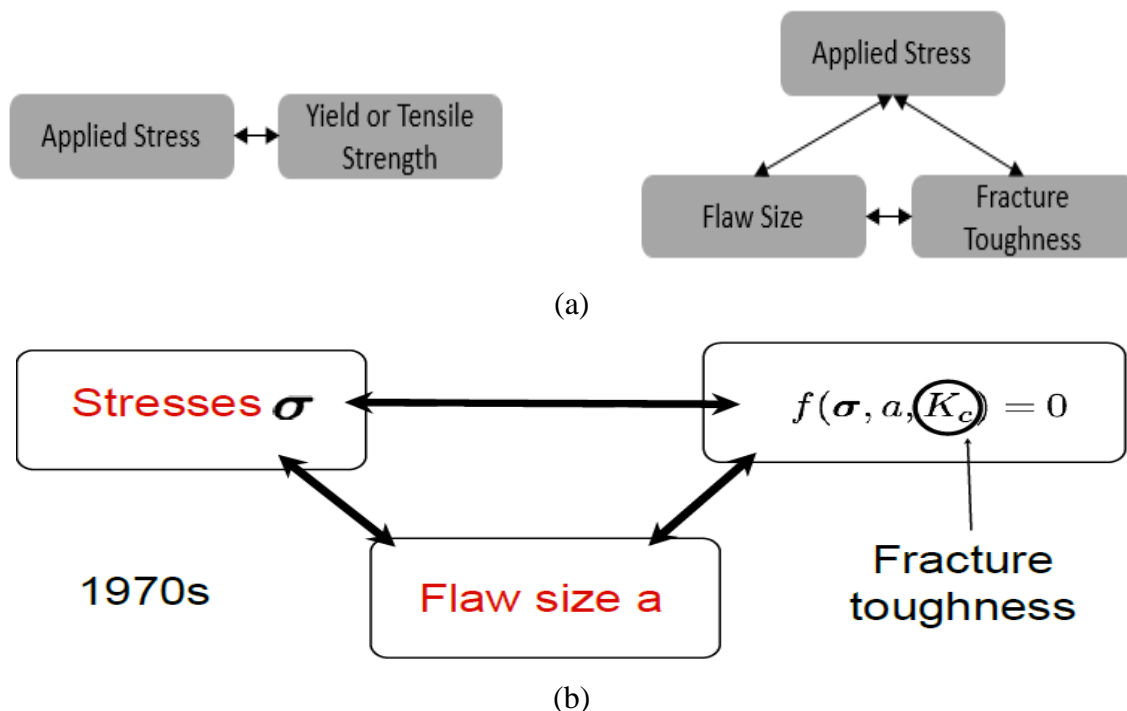 Applied Stress
Yield or Tensile
Strength
Applied Stress
Flaw Size
Fracture
Toughness
(a)
Stresses σ
f(σ, a, K_c) = 0
Flaw size a
1970s
Fracture
toughness
(b)